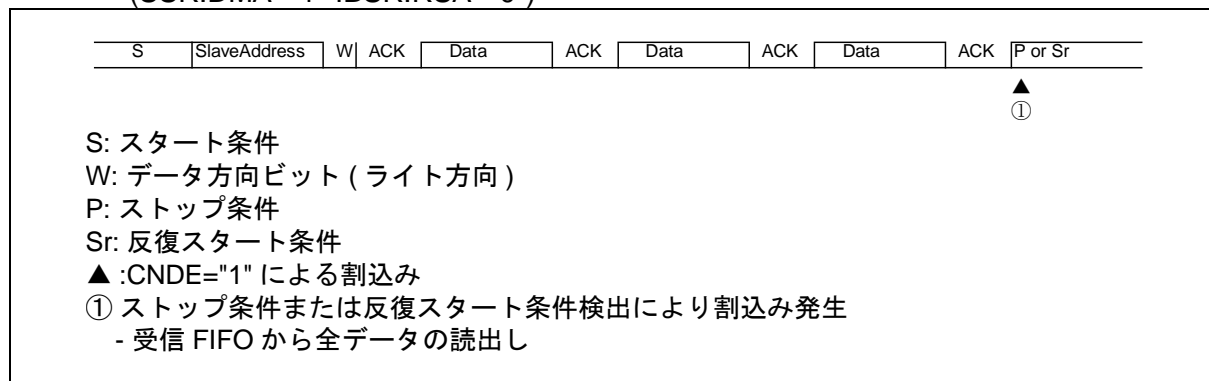 S SlaveAddress W ACK Data ACK Data ACK Data ACK P or Sr
▲
①
S: スタート条件
W: データ方向ビット ( ライト方向 )
P: ストップ条件
Sr: 反復スタート条件
▲ :CNDE="1" による割込み
① ストップ条件または反復スタート条件検出により割込み発生
- 受信 FIFO から全データの読出し